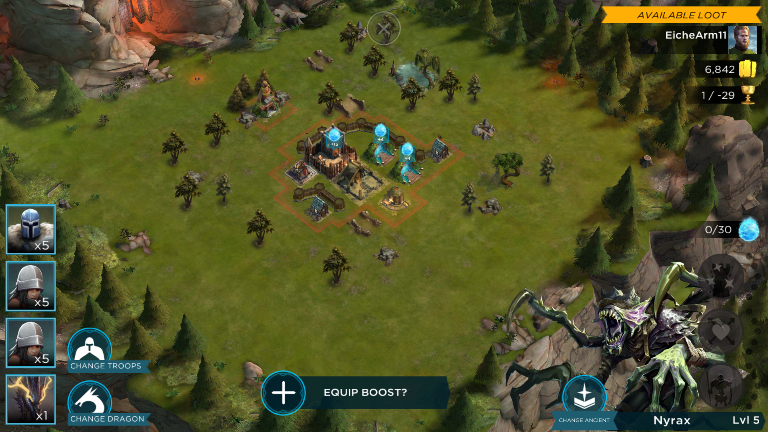 AVAILABLE LOOT
EicheArm11
6,842
1 / -29
x5
0/30
x5
x5
CHANGE TROOPS
x1
CHANGE DRAGON
EQUIP BOOST?
CHANGE ANCIENT
Nyrax
Lvl 5